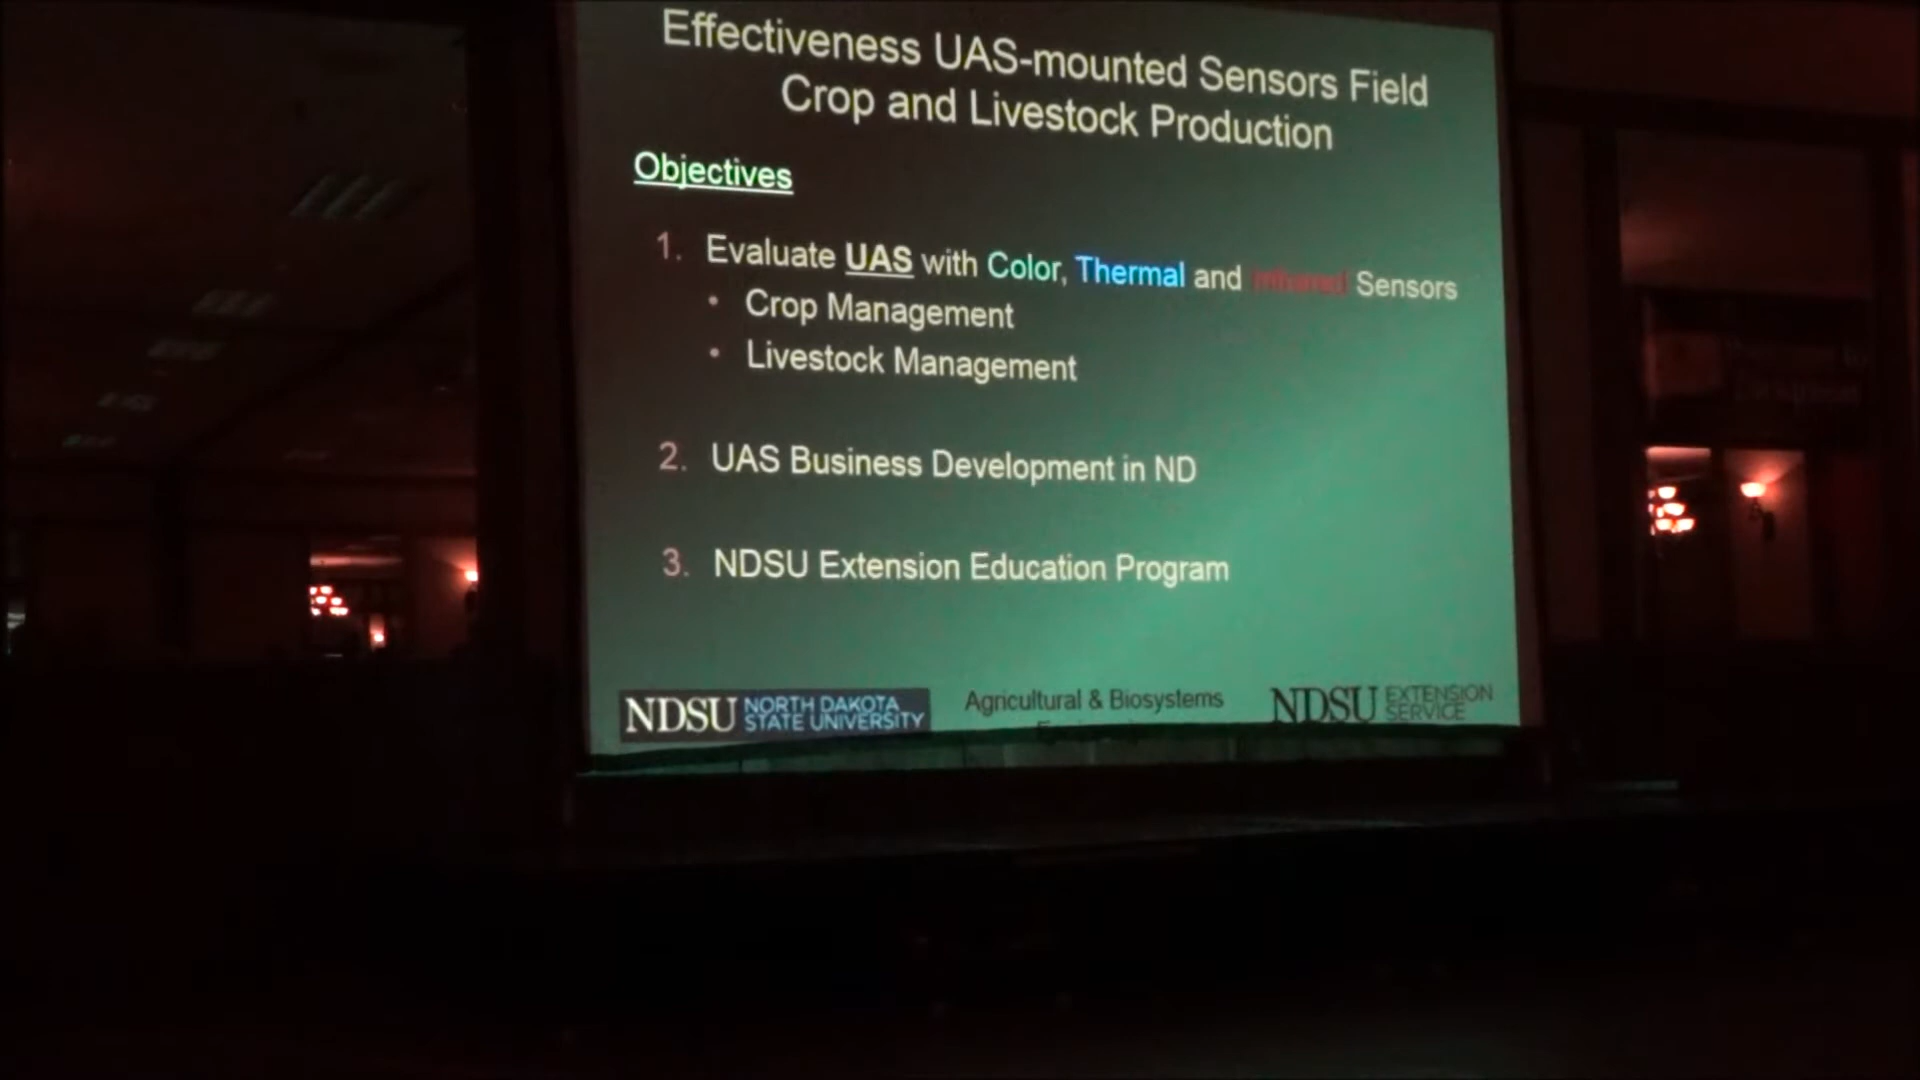 Effectiveness UAS-mounted Sensors Field
Crop and Livestock Production
Objectives
1. Evaluate UAS with Color, Thermal and Infrared Sensors
• Crop Management
• Livestock Management
2. UAS Business Development in ND
3. NDSU Extension Education Program
NDSU NORTH DAKOTA
STATE UNIVERSITY
Agricultural & Biosystems
NDSU EXTENSION
SERVICE